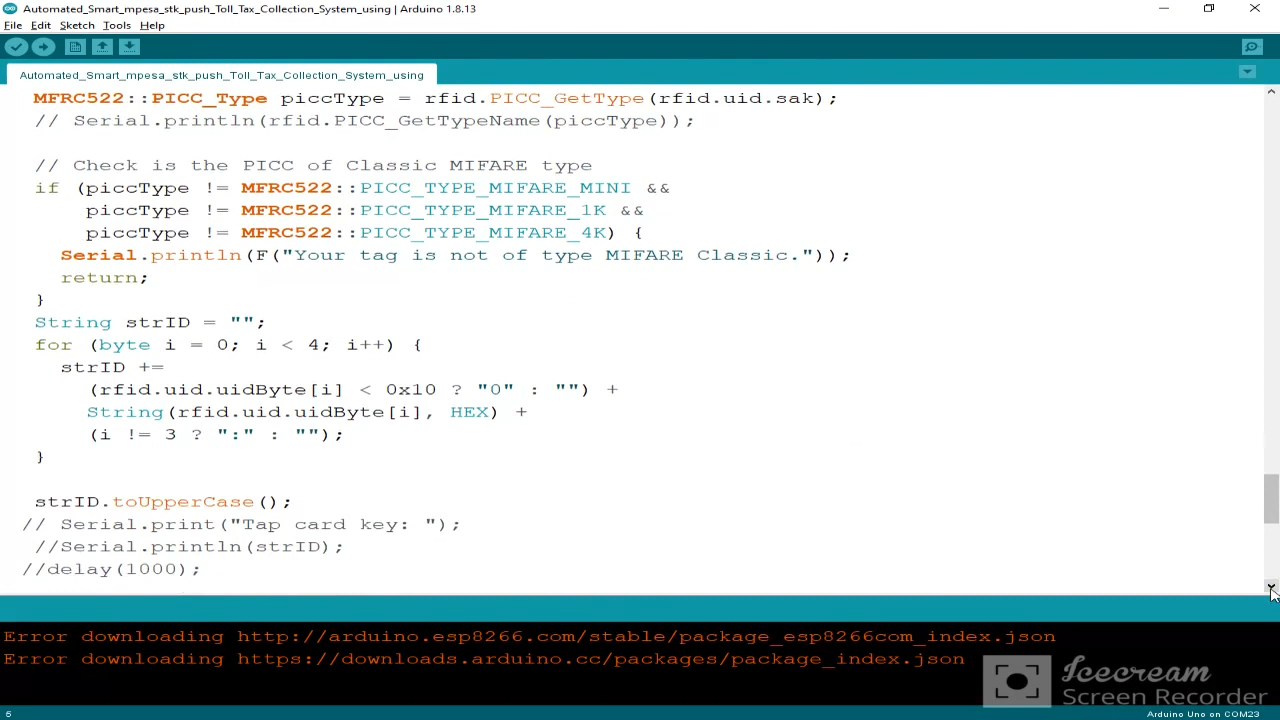 Automated_Smart_mpesa_stk_push_Toll_Tax_Collection_System_using | Arduino 1.8.13
File Edit Sketch Tools Help
Automated_Smart_mpesa_stk_push_Toll_Tax_Collection_System_using
MFRC522::PICC_Type piccType = rfid.PICC_GetType(rfid.uid.sak);
// Serial.println(rfid.PICC_GetTypeName(piccType));
// Check is the PICC of Classic MIFARE type
if (piccType != MFRC522::PICC_TYPE_MIFARE_MINI &&
piccType != MFRC522::PICC_TYPE_MIFARE_1K &&
piccType != MFRC522::PICC_TYPE_MIFARE_4K) {
Serial.println(F("Your tag is not of type MIFARE Classic."));
return;
}
String strID = "";
for (byte i = 0; i < 4; i++) {
strID +=
(rfid.uid.uidByte[i] < 0x10 ? "0" : "") +
String(rfid.uid.uidByte[i], HEX) +
(i != 3 ? ":" : "");
}
strID.toUpperCase();
// Serial.print("Tap card key: ");
//Serial.println(strID);
//delay(1000);
Error downloading http://arduino.esp8266.com/stable/package_esp8266com_index.json
Error downloading https://downloads.arduino.cc/packages/package_index.json
Icecream
Screen Recorder
5
Arduino Uno on COM23